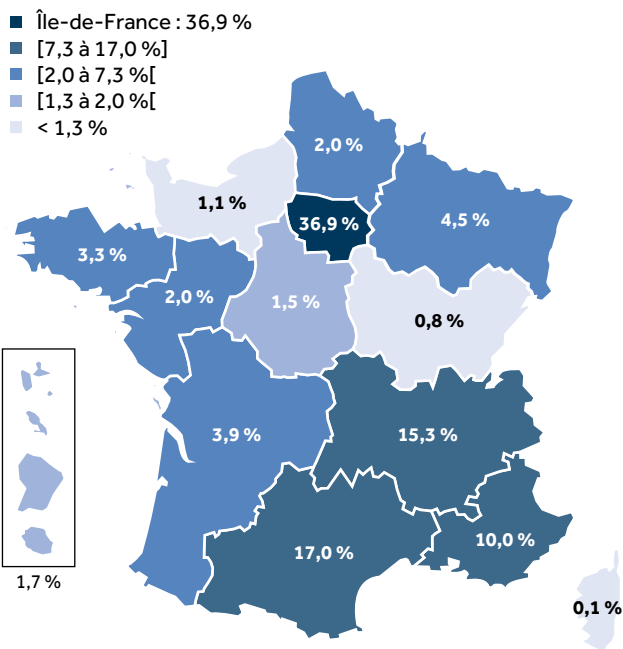 Île-de-France : 36,9 %
[7,3 à 17,0 %]
[2,0 à 7,3 %[
[1,3 à 2,0 %[
< 1,3 %
2,0 %
1,1 %
36,9 %
4,5 %
3,3 %
2,0 %
1,5 %
0,8 %
3,9 %
15,3 %
17,0 %
10,0 %
1,7 %
0,1 %